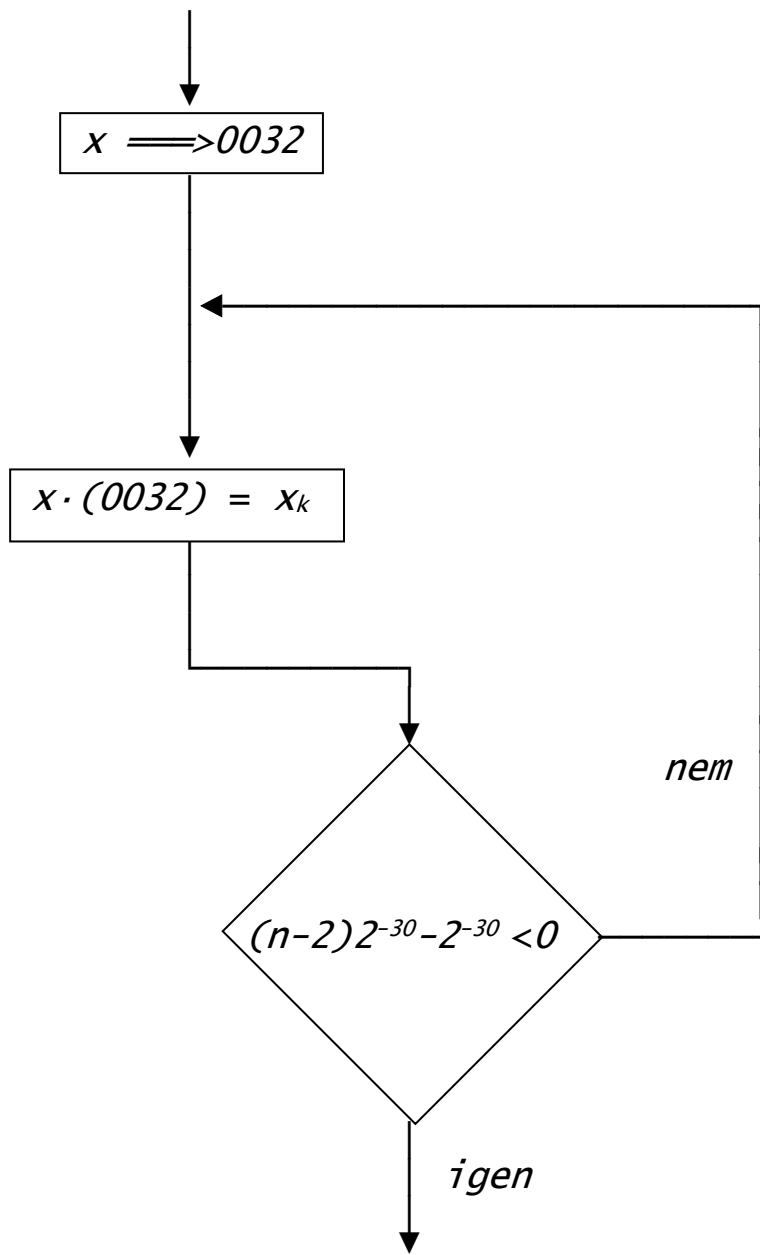 x ═══>0032
x·(0032) = xₖ
nem
(n-2)2⁻³⁰-2⁻³⁰ <0
igen